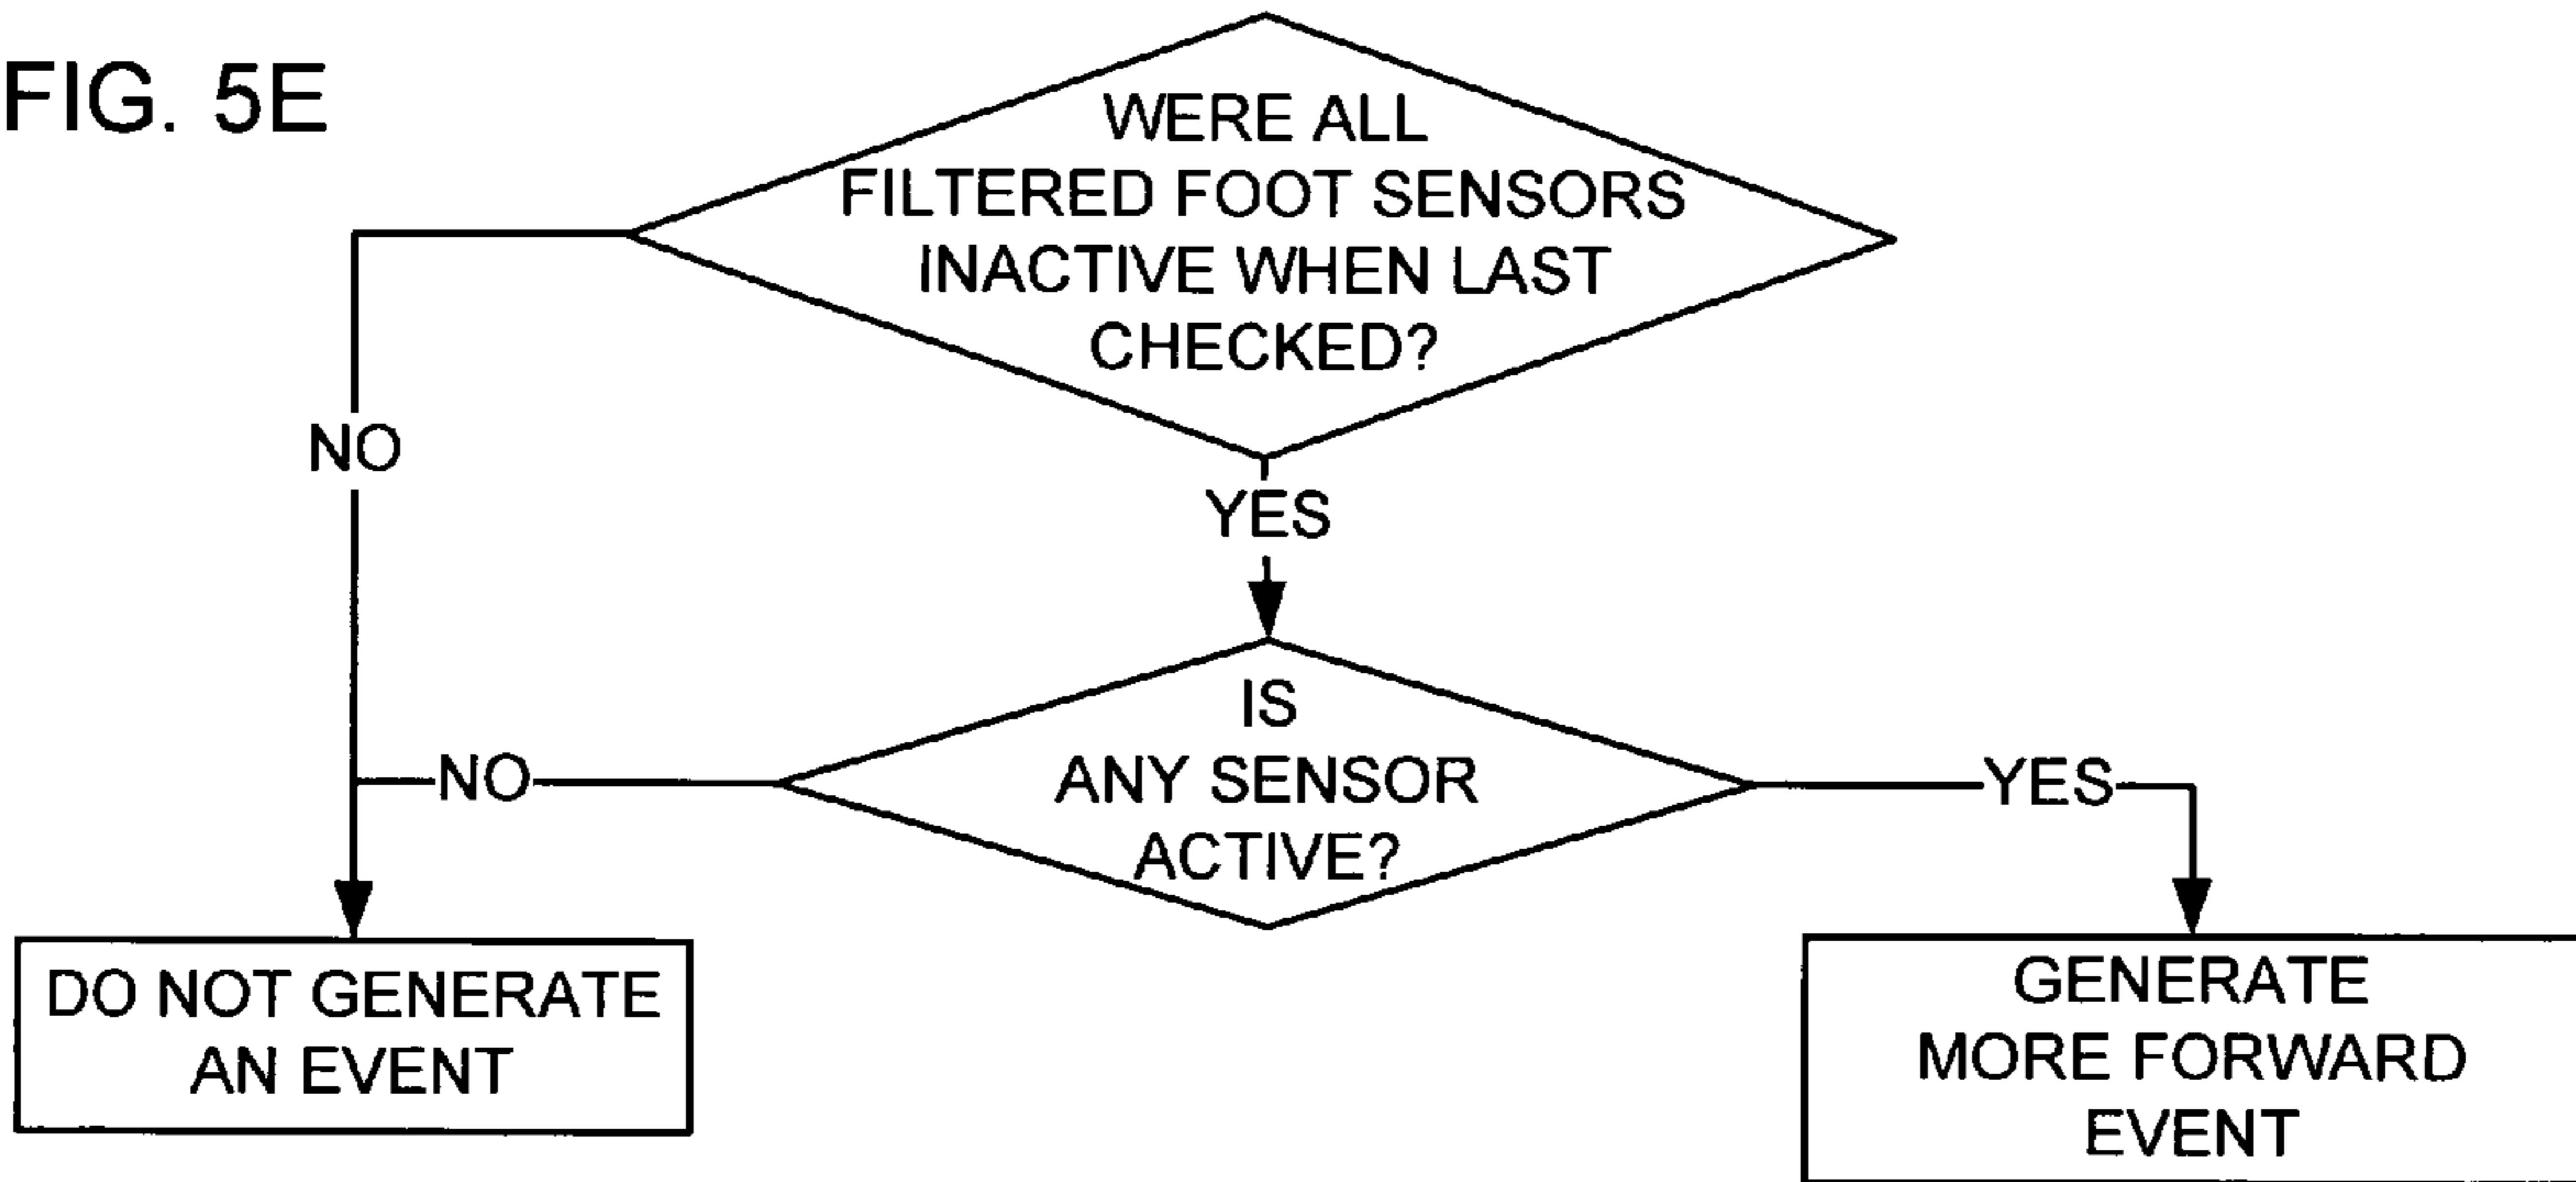 FIG. 5E
WERE ALL
FILTERED FOOT SENSORS
INACTIVE WHEN LAST
CHECKED?
NO
YES
IS
ANY SENSOR
ACTIVE?
NO
YES
DO NOT GENERATE
AN EVENT
GENERATE
MORE FORWARD
EVENT